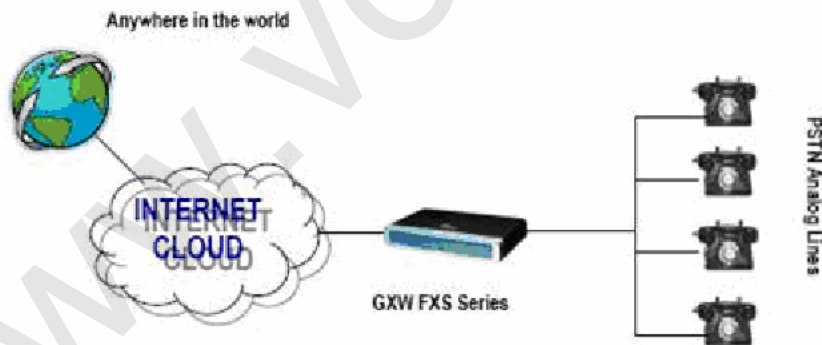 Anywhere in the world
INTERNET
CLOUD
GXW FXS Series
PSTN Analog Lines